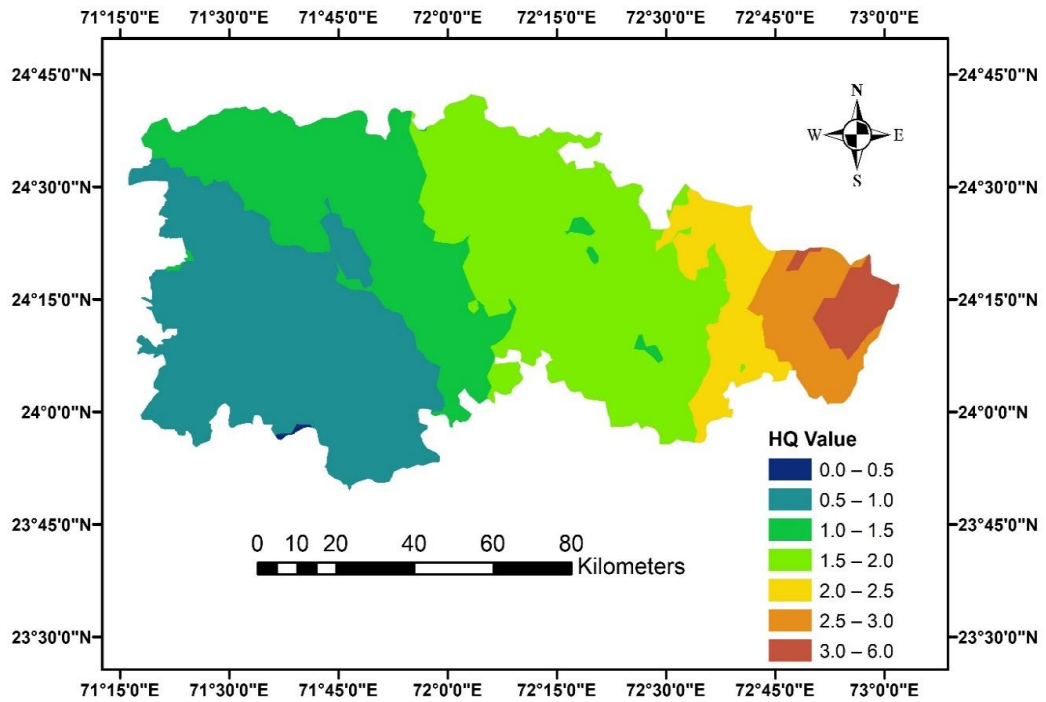 71°15'0"E 71°30'0"E 71°45'0"E 72°0'0"E 72°15'0"E 72°30'0"E 72°45'0"E 73°0'0"E
24°45'0"N 24°45'0"N
N
W E
S
24°30'0"N 24°30'0"N
24°15'0"N 24°15'0"N
24°0'0"N 24°0'0"N
HQ Value
0.0 – 0.5
0.5 – 1.0
23°45'0"N 23°45'0"N
1.0 – 1.5
0 10 20 40 60 80
Kilometers
1.5 – 2.0
2.0 – 2.5
2.5 – 3.0
23°30'0"N 23°30'0"N
3.0 – 6.0
71°15'0"E 71°30'0"E 71°45'0"E 72°0'0"E 72°15'0"E 72°30'0"E 72°45'0"E 73°0'0"E